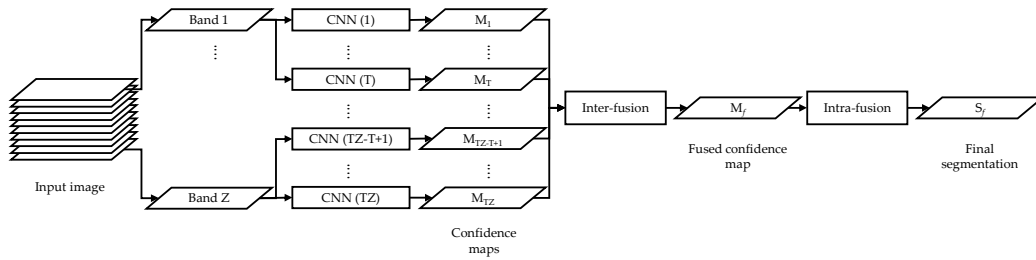 Band 1
CNN (1)
M1
⋮
⋮
⋮
CNN (T)
MT
⋮
⋮
Inter-fusion
Mf
Intra-fusion
Sf
CNN (TZ-T+1)
MTZ-T+1
Fused confidence
map
Final
segmentation
⋮
⋮
Input image
Band Z
CNN (TZ)
MTZ
Confidence
maps